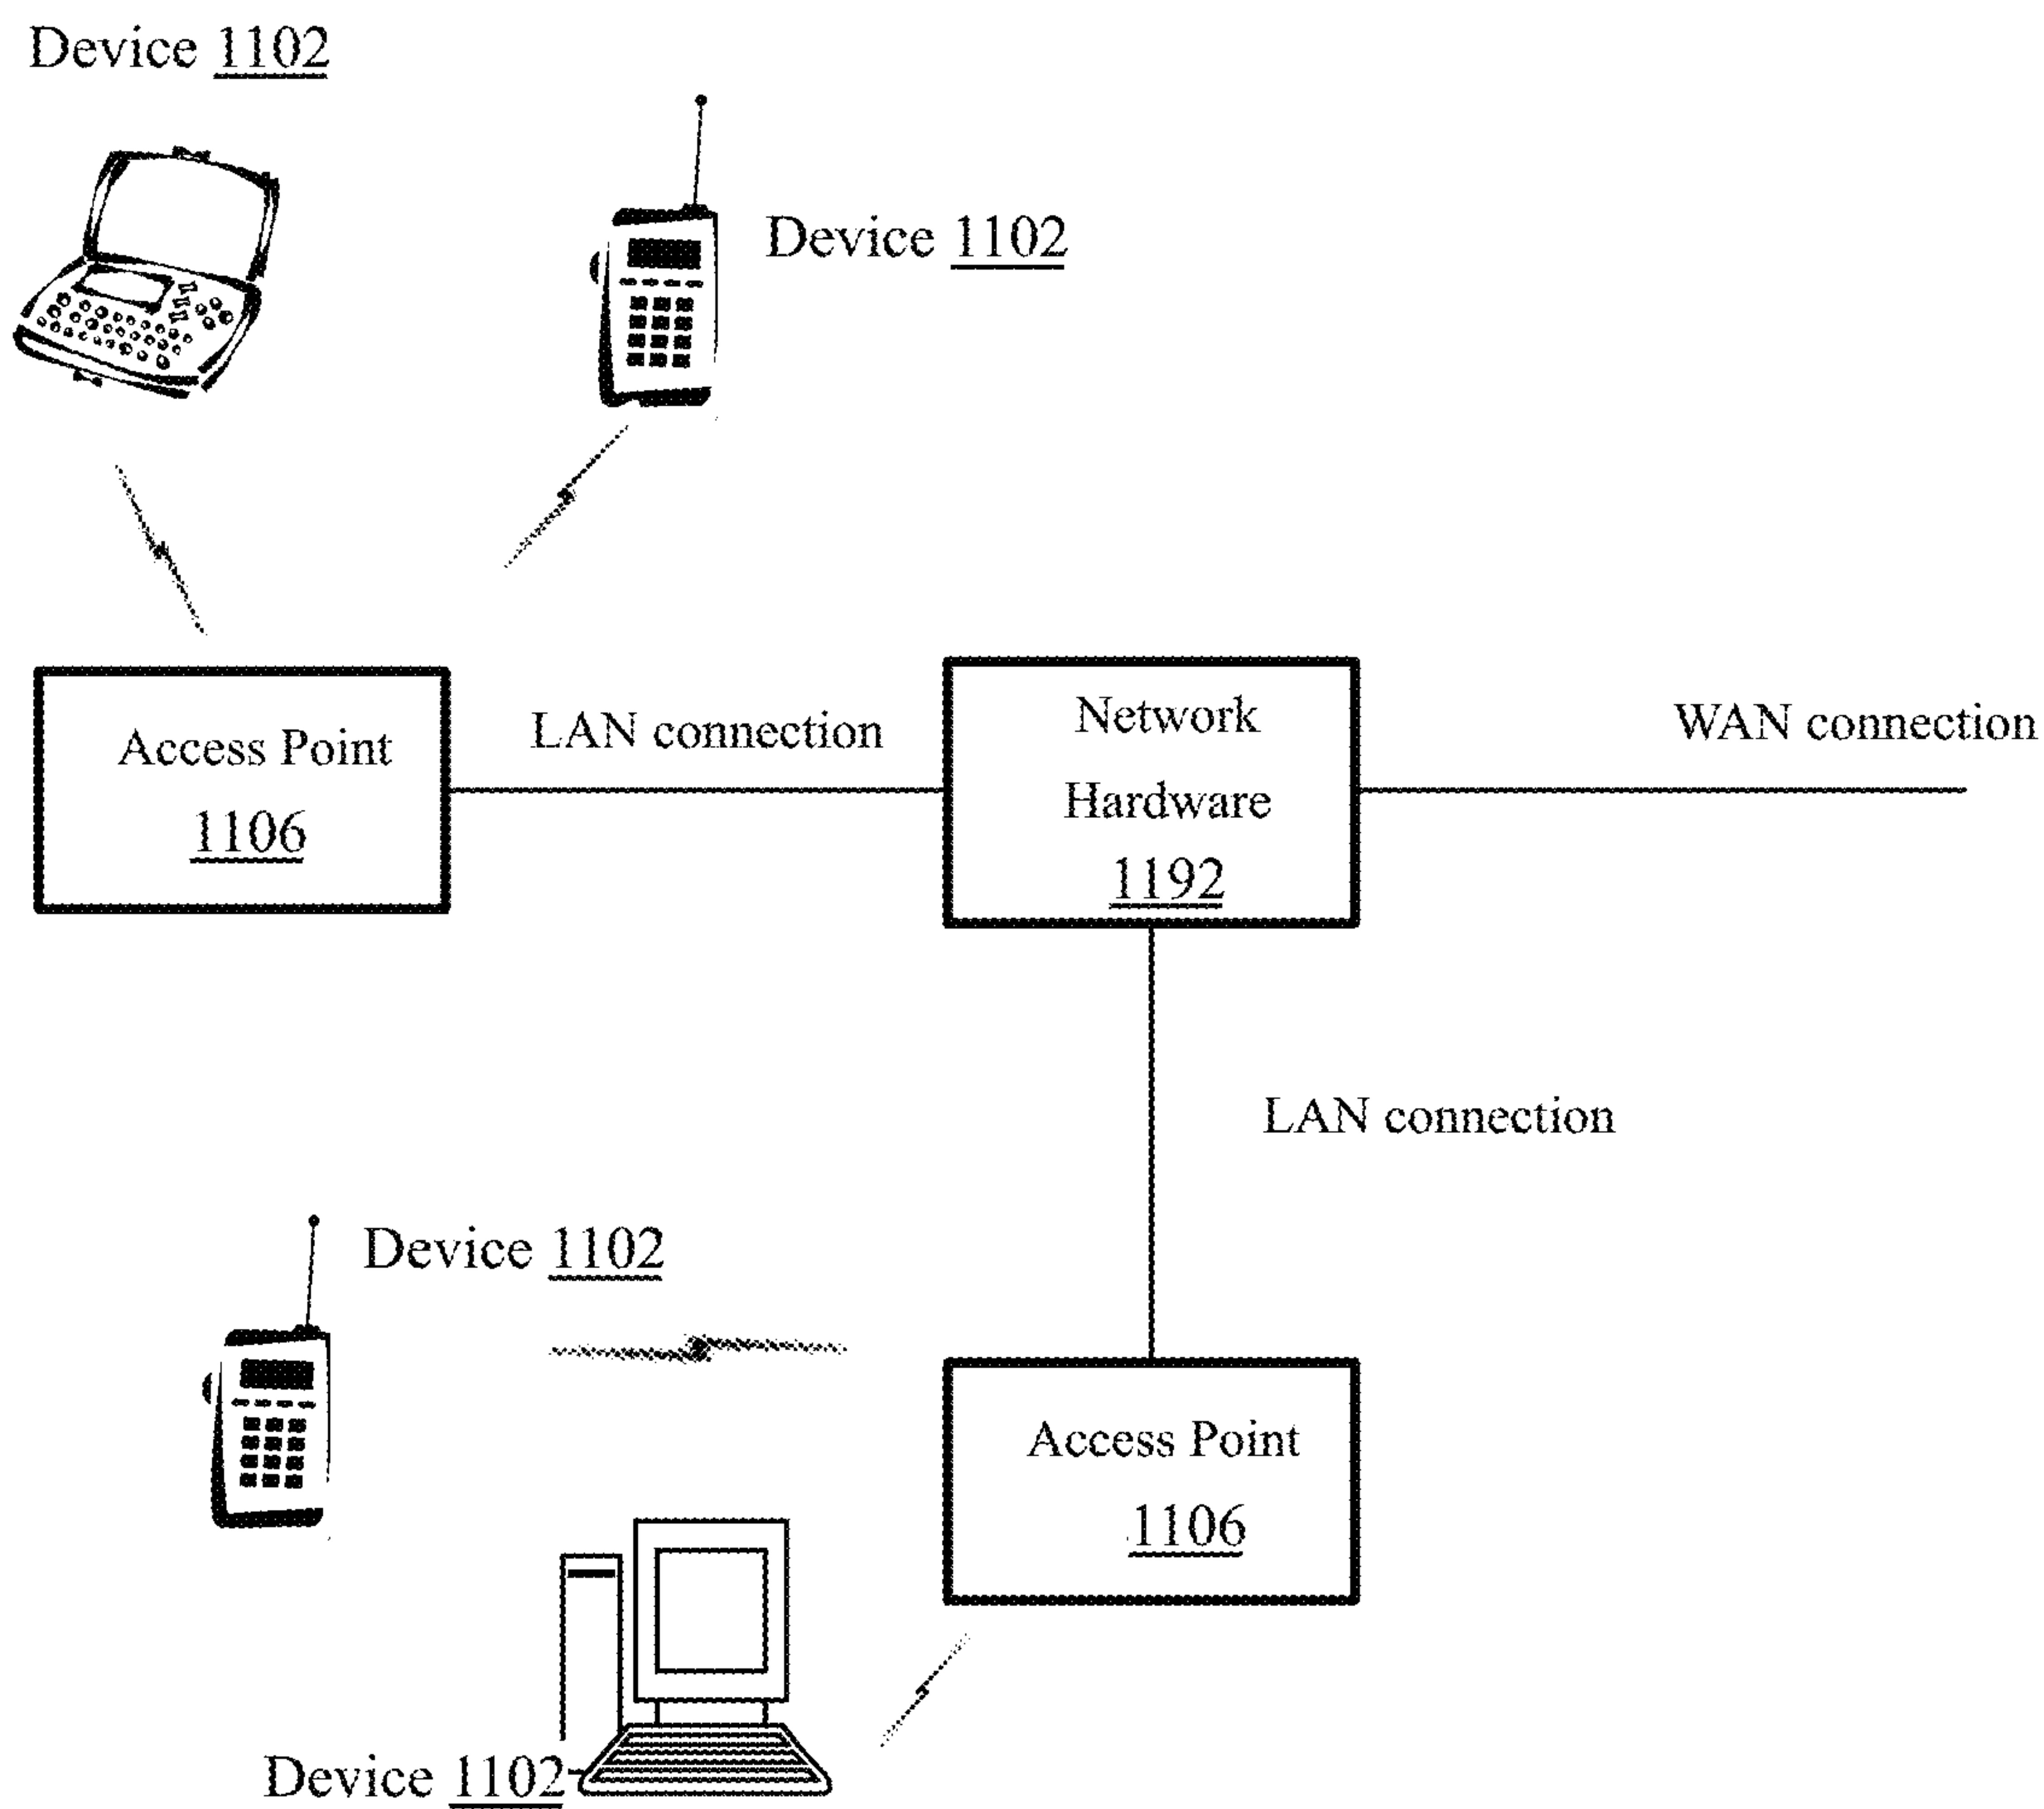 Device 1102
Device 1102
Access Point
1106
LAN connection
Network
Hardware
1192
WAN connection
LAN connection
Device 1102
Access Point
1106
Device 1102